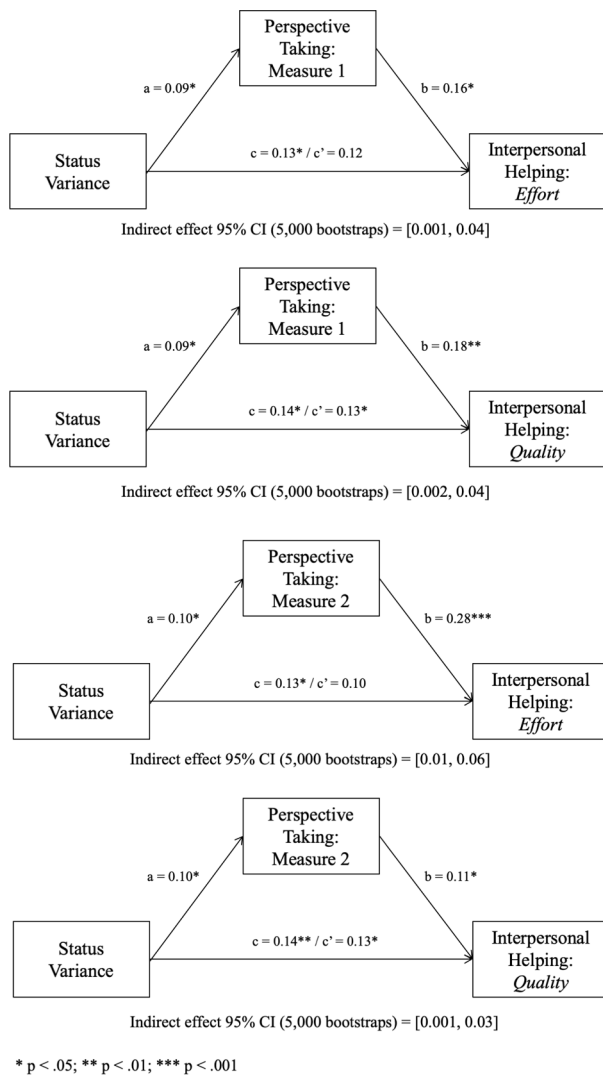 Perspective
Taking:
Measure 1
a = 0.09*
b = 0.16*
Status
Variance
c = 0.13* / c’ = 0.12
Interpersonal
Helping:
Effort
Indirect effect 95% CI (5,000 bootstraps) = [0.001, 0.04]
Perspective
Taking:
Measure 1
a = 0.09*
b = 0.18**
Status
Variance
c = 0.14* / c’ = 0.13*
Interpersonal
Helping:
Quality
Indirect effect 95% CI (5,000 bootstraps) = [0.002, 0.04]
Perspective
Taking:
Measure 2
a = 0.10*
b = 0.28***
Status
Variance
c = 0.13* / c’ = 0.10
Interpersonal
Helping:
Effort
Indirect effect 95% CI (5,000 bootstraps) = [0.01, 0.06]
Perspective
Taking:
Measure 2
a = 0.10*
b = 0.11*
Status
Variance
c = 0.14** / c’ = 0.13*
Interpersonal
Helping:
Quality
Indirect effect 95% CI (5,000 bootstraps) = [0.001, 0.03]
* p < .05; ** p < .01; *** p < .001